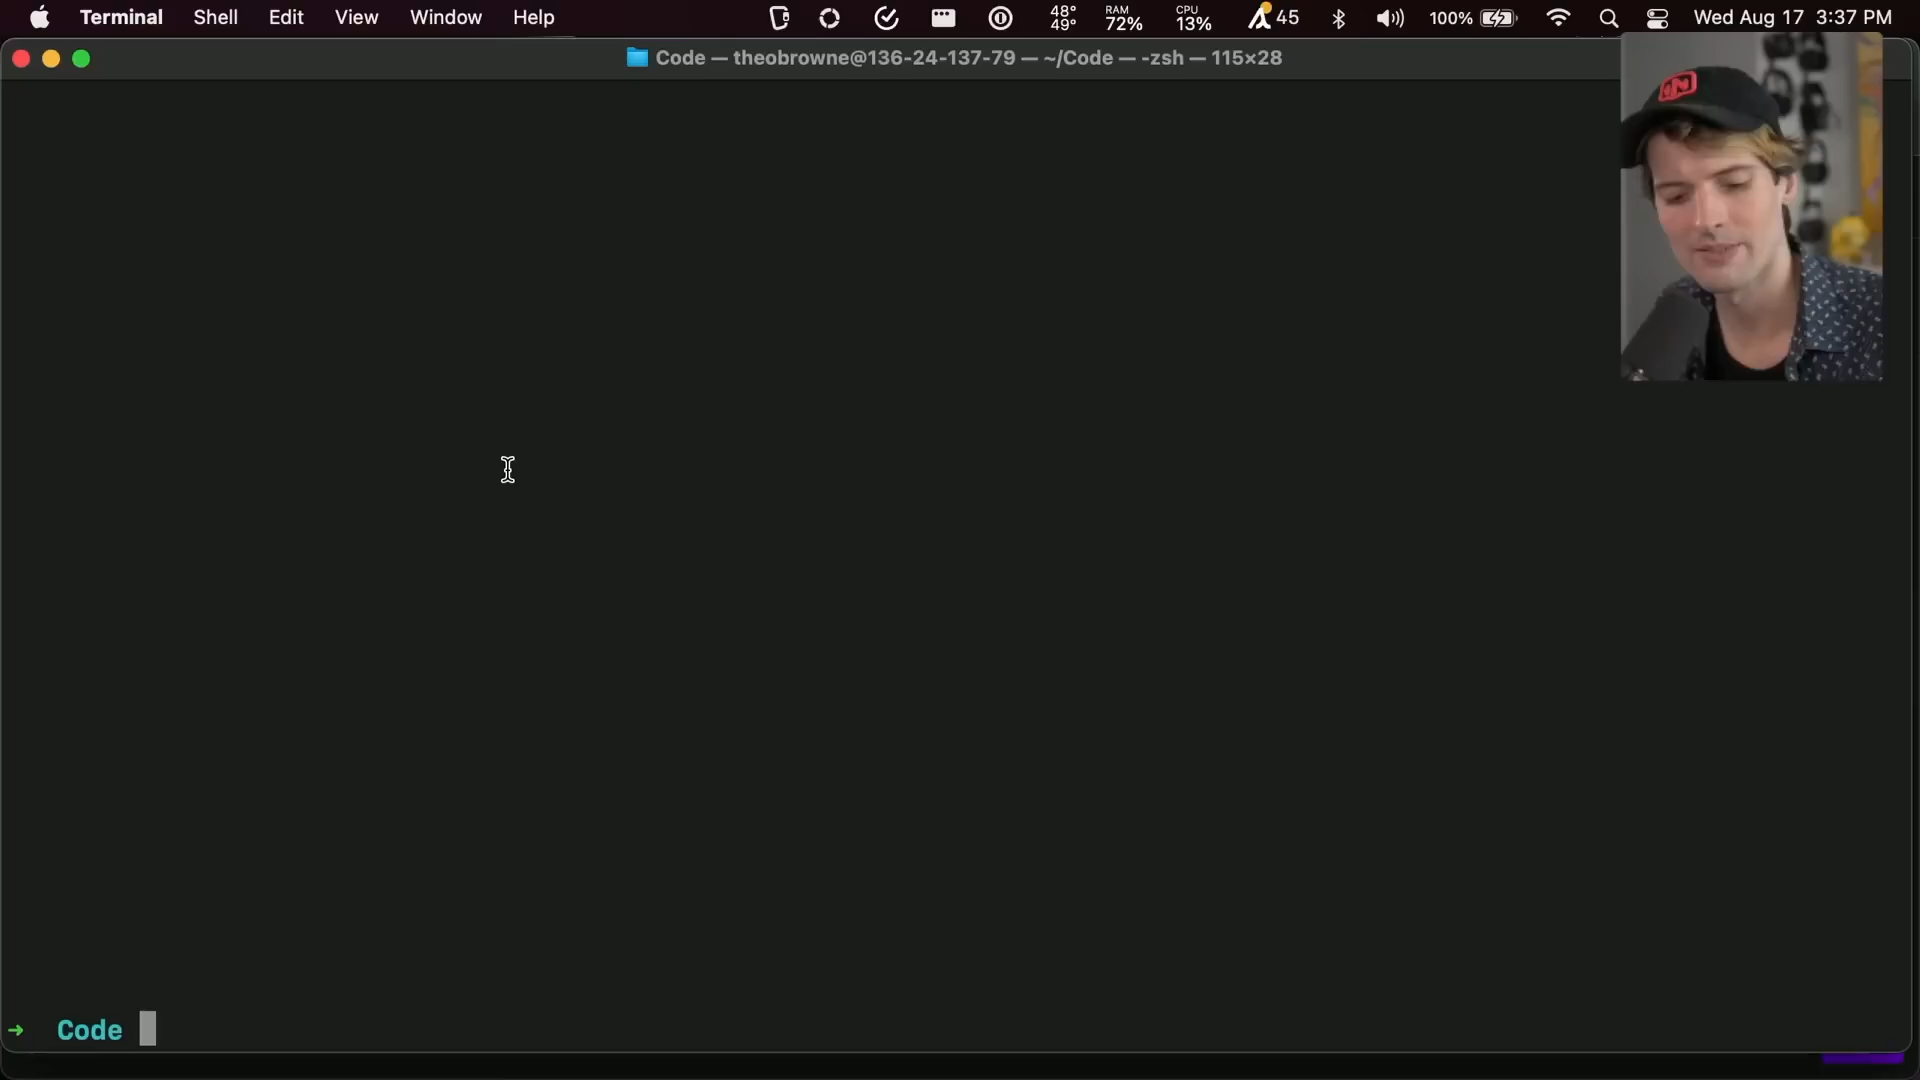 Terminal Shell Edit View Window Help 48° 49° RAM 72% CPU 13% 45 100% Wed Aug 17 3:37 PM
Code — theobrowne@136-24-137-79 — ~/Code — -zsh — 115×28
➜ Code